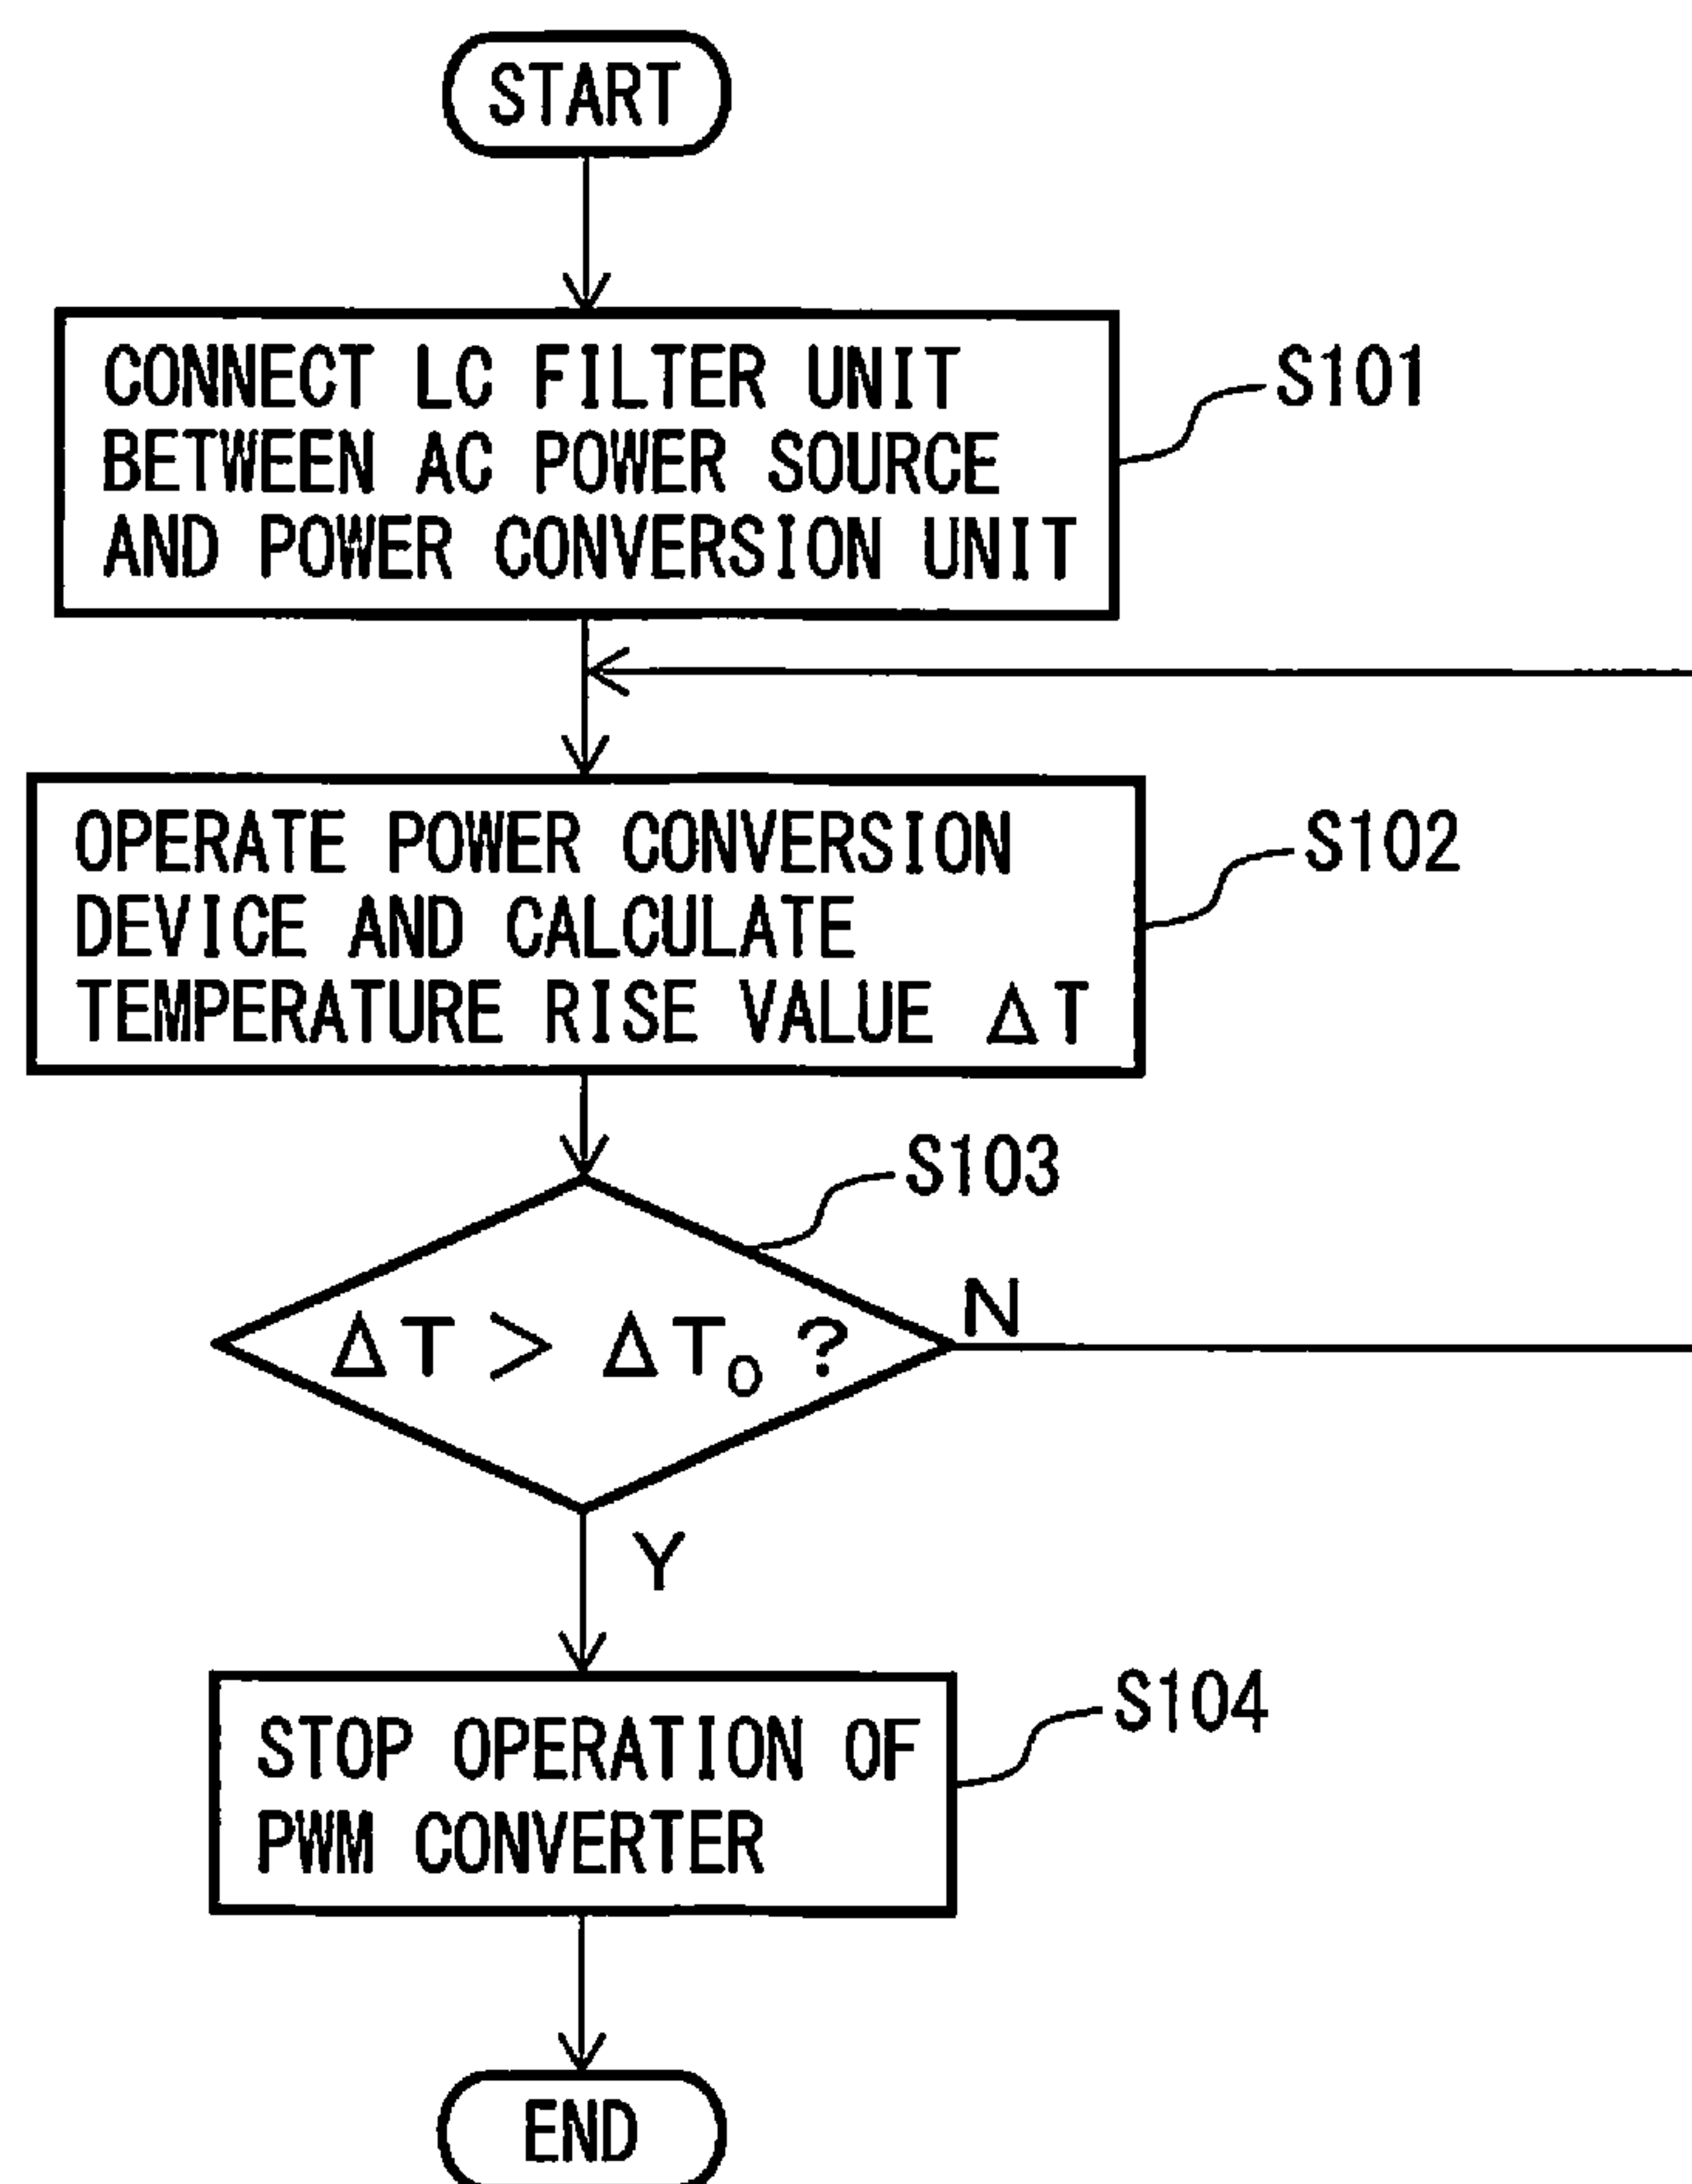 START
CONNECT LC FILTER UNIT
BETWEEN AC POWER SOURCE
AND POWER CONVERSION UNIT
S101
OPERATE POWER CONVERSION
DEVICE AND CALCULATE
TEMPERATURE RISE VALUE ΔT
S102
S103
ΔT > ΔT₀ ?
N
Y
STOP OPERATION OF
PWM CONVERTER
S104
END